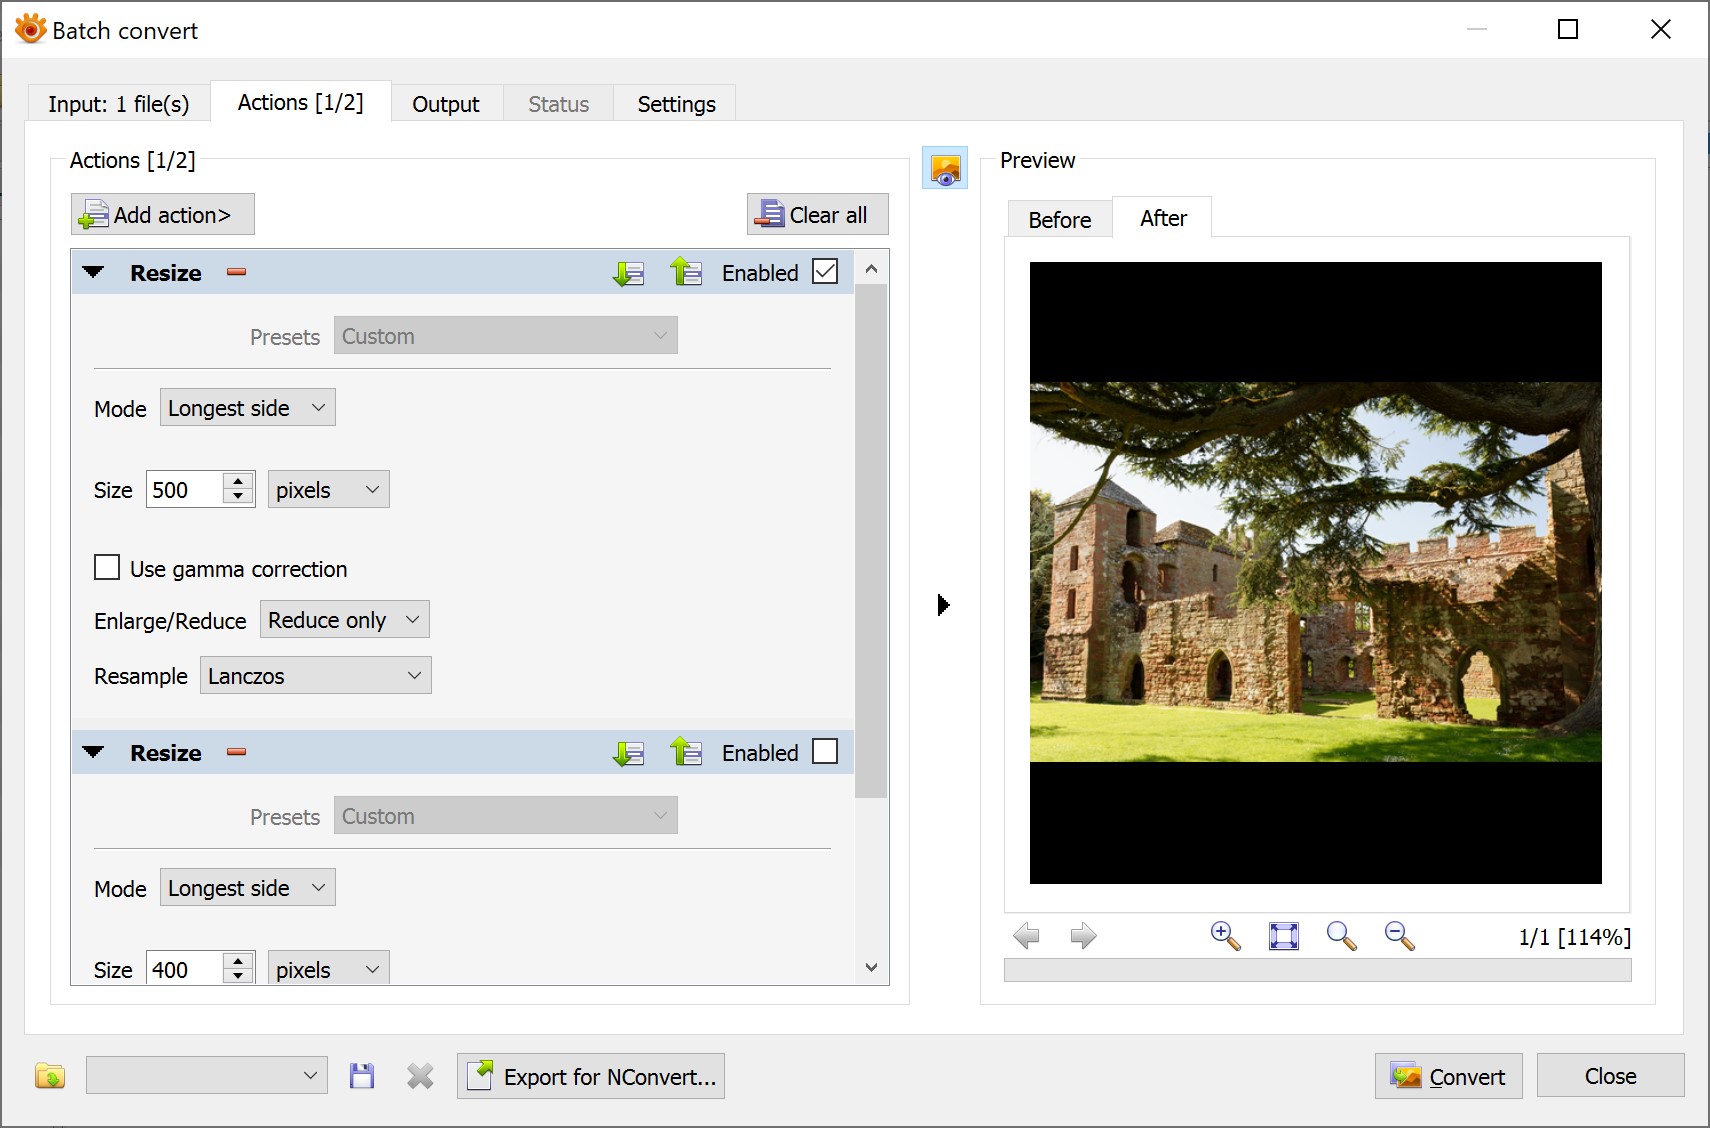 Batch convert
Input: 1 file(s)
Actions [1/2]
Output
Status
Settings
Actions [1/2]
Add action>
Clear all
Resize
Enabled
Presets
Custom
Mode
Longest side
Size
500
pixels
Use gamma correction
Enlarge/Reduce
Reduce only
Resample
Lanczos
Resize
Enabled
Presets
Custom
Mode
Longest side
Size
400
pixels
Preview
Before
After
1/1 [114%]
Export for NConvert...
Convert
Close